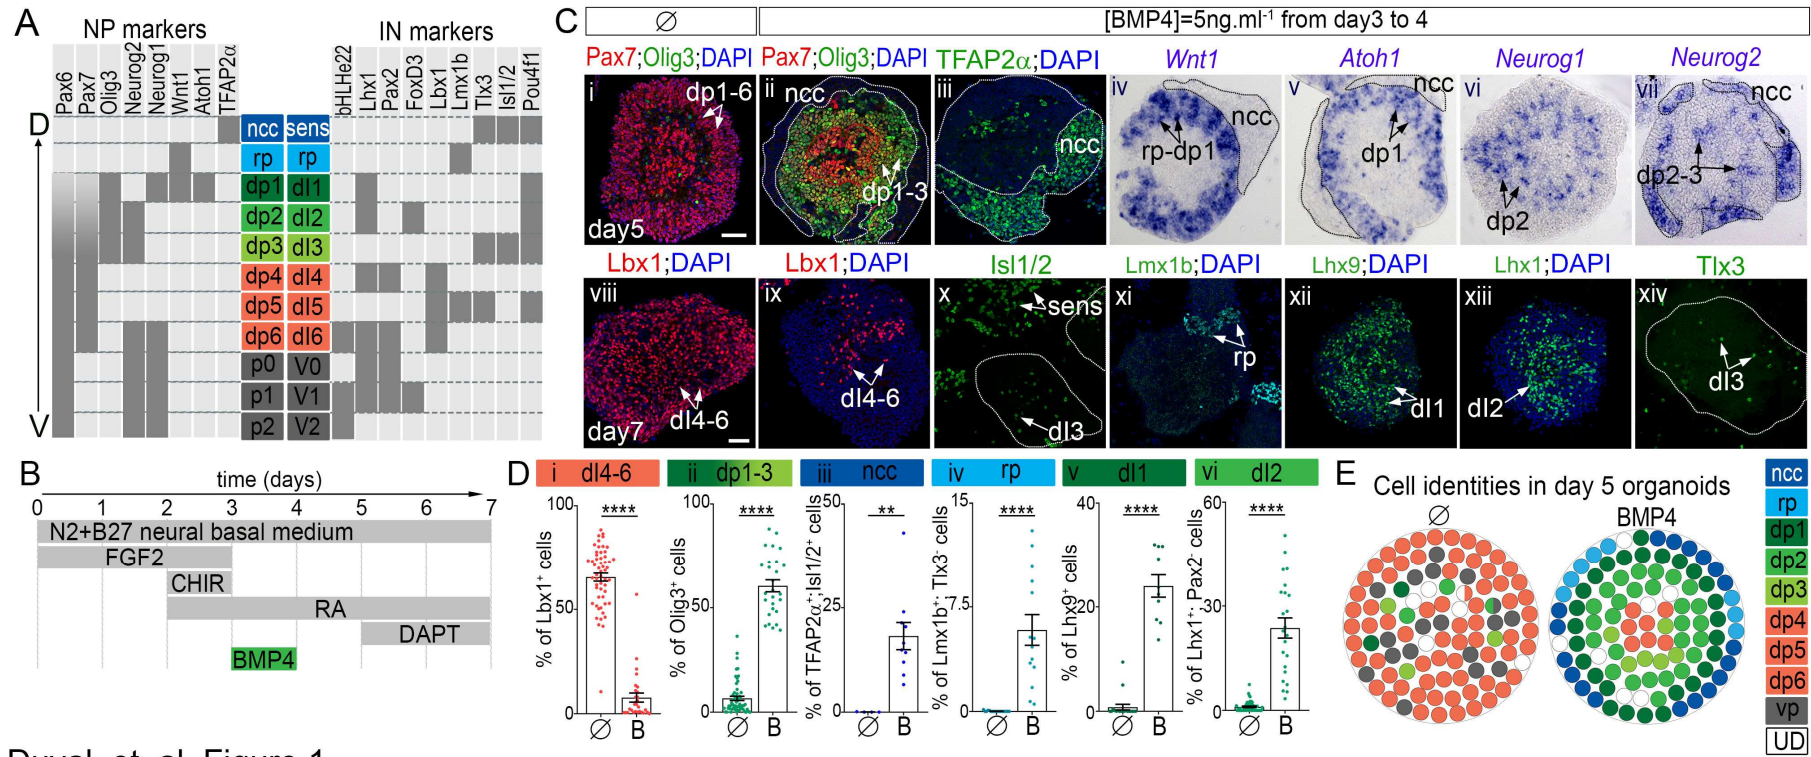 A
NP markers
IN markers
Pax6
Pax7
Olig3
Neurog2
Neurog1
Wnt1
Atoh1
TFAP2α
bHLHe22
Lhx1
Pax2
FoxD3
Lbx1
Lmx1b
Tlx3
Isl1/2
Pou4f1
D
V
ncc sens
rp rp
dp1 dI1
dp2 dI2
dp3 dI3
dp4 dI4
dp5 dI5
dp6 dI6
p0 V0
p1 V1
p2 V2
B
time (days)
0 1 2 3 4 5 6 7
N2+B27 neural basal medium
FGF2
CHIR
RA
DAPT
BMP4
C
∅
[BMP4]=5ng.ml⁻¹ from day3 to 4
Pax7;Olig3;DAPI
Pax7;Olig3;DAPI
TFAP2α;DAPI
Wnt1
Atoh1
Neurog1
Neurog2
i
dp1-6
day5
ii
ncc
dp1-3
iii
ncc
iv
ncc
rp-dp1
v
ncc
dp1
vi
dp2
vii
ncc
dp2-3
Lbx1;DAPI
Lbx1;DAPI
Isl1/2
Lmx1b;DAPI
Lhx9;DAPI
Lhx1;DAPI
Tlx3
viii
dI4-6
day7
ix
dI4-6
x
sens
dI3
xi
rp
xii
dI1
xiii
dI2
xiv
dI3
D
i dI4-6
% of Lbx1⁺ cells
100
50
0
****
∅ B
ii dp1-3
% of Olig3⁺ cells
100
50
0
****
∅ B
iii ncc
% of TFAP2α⁺;Isl1/2⁺ cells
50
25
0
**
∅ B
iv rp
% of Lmx1b⁺; Tlx3⁻ cells
15
7.5
0
****
∅ B
v dI1
% of Lhx9⁺ cells
40
20
0
****
∅ B
vi dI2
% of Lhx1⁺; Pax2⁻ cells
60
30
0
****
∅ B
E
Cell identities in day 5 organoids
∅
BMP4
ncc
rp
dp1
dp2
dp3
dp4
dp5
dp6
vp
UD